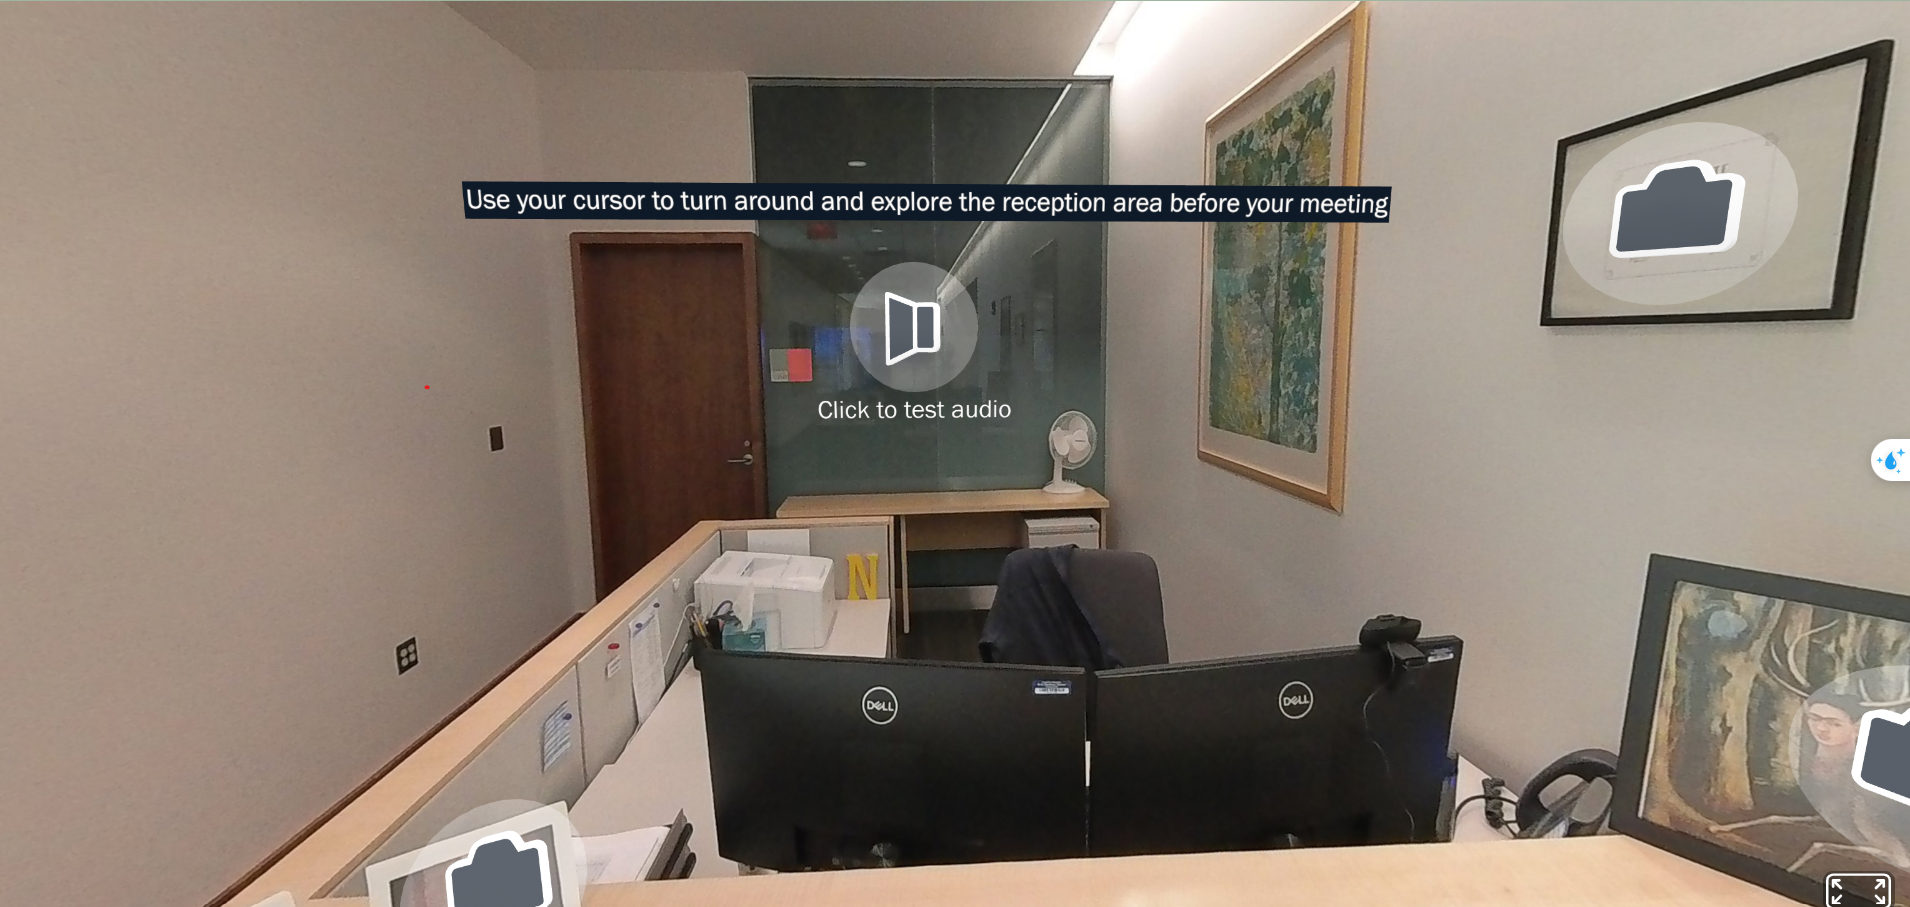 Use your cursor to turn around and explore the reception area before your meeting
Click to test audio
N
DELL
DELL